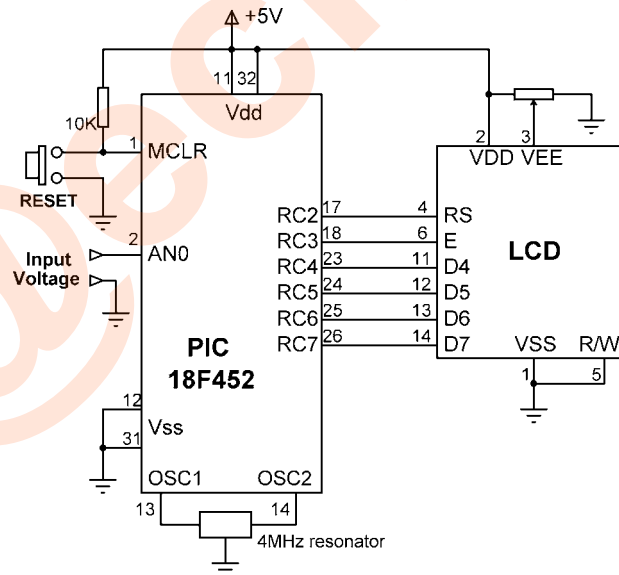 +5V
11 32
Vdd
10K
1
MCLR
RESET
2
AN0
Input
Voltage
PIC
18F452
12
Vss
31
OSC1
OSC2
13
14
4MHz resonator
RC2
17
4
RS
RC3
18
6
E
RC4
23
11
D4
RC5
24
12
D5
RC6
25
13
D6
RC7
26
14
D7
2
3
VDD
VEE
LCD
VSS
R/W
1
5